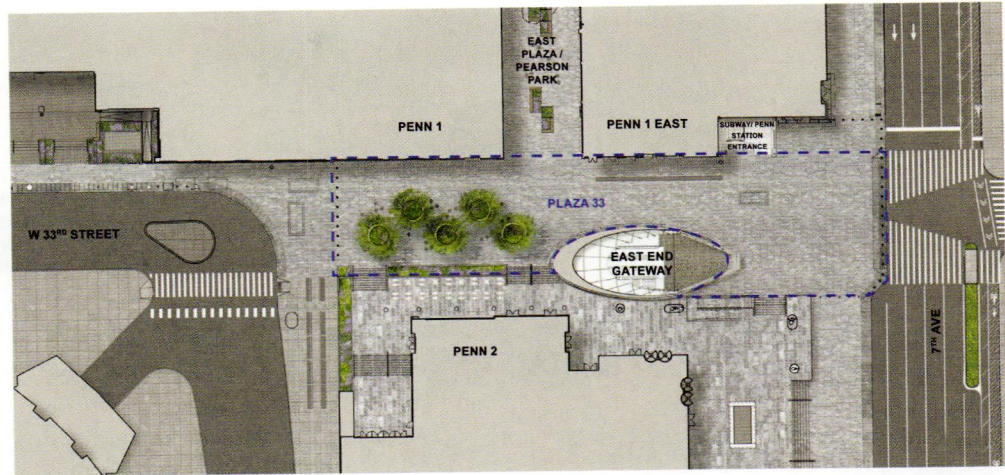 EAST
PLAZA /
PEARSON
PARK
PENN 1
PENN 1 EAST
SUBWAY/ PENN
STATION
ENTRANCE
PLAZA 33
W 33RD STREET
EAST END
GATEWAY
PENN 2
7TH AVE